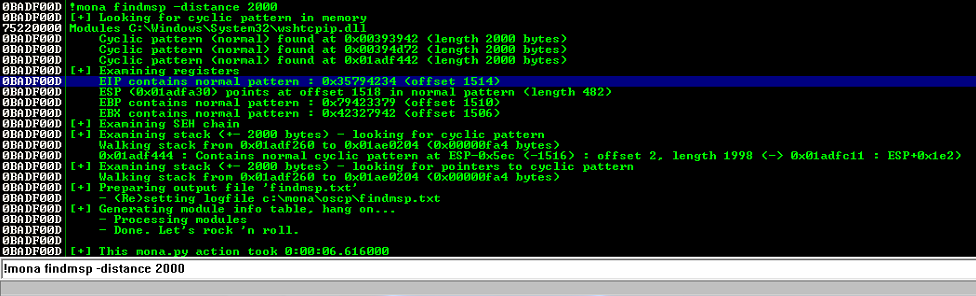 0BADF00D !mona findmsp -distance 2000
0BADF00D [+] Looking for cyclic pattern in memory
75220000 Modules C:\Windows\System32\wshtcpip.dll
0BADF00D Cyclic pattern (normal) found at 0x00393942 (length 2000 bytes)
0BADF00D Cyclic pattern (normal) found at 0x00394d72 (length 2000 bytes)
0BADF00D Cyclic pattern (normal) found at 0x01adf442 (length 2000 bytes)
0BADF00D [+] Examining registers
0BADF00D EIP contains normal pattern : 0x35794234 (offset 1514)
0BADF00D ESP (0x01adfa30) points at offset 1518 in normal pattern (length 482)
0BADF00D EBP contains normal pattern : 0x79423379 (offset 1510)
0BADF00D EBX contains normal pattern : 0x42327942 (offset 1506)
0BADF00D [+] Examining SEH chain
0BADF00D [+] Examining stack (+- 2000 bytes) - looking for cyclic pattern
0BADF00D Walking stack from 0x01adf260 to 0x01ae0204 (0x00000fa4 bytes)
0BADF00D 0x01adf444 : Contains normal cyclic pattern at ESP-0x5ec (-1516) : offset 2, length 1998 (-> 0x01adfc11 : ESP+0x1e2)
0BADF00D [+] Examining stack (+- 2000 bytes) - looking for pointers to cyclic pattern
0BADF00D Walking stack from 0x01adf260 to 0x01ae0204 (0x00000fa4 bytes)
0BADF00D [+] Preparing output file 'findmsp.txt'
0BADF00D - (Re)setting logfile c:\mona\oscp\findmsp.txt
0BADF00D [+] Generating module info table, hang on...
0BADF00D - Processing modules
0BADF00D - Done. Let's rock 'n roll.
0BADF00D
0BADF00D [+] This mona.py action took 0:00:06.616000
!mona findmsp -distance 2000